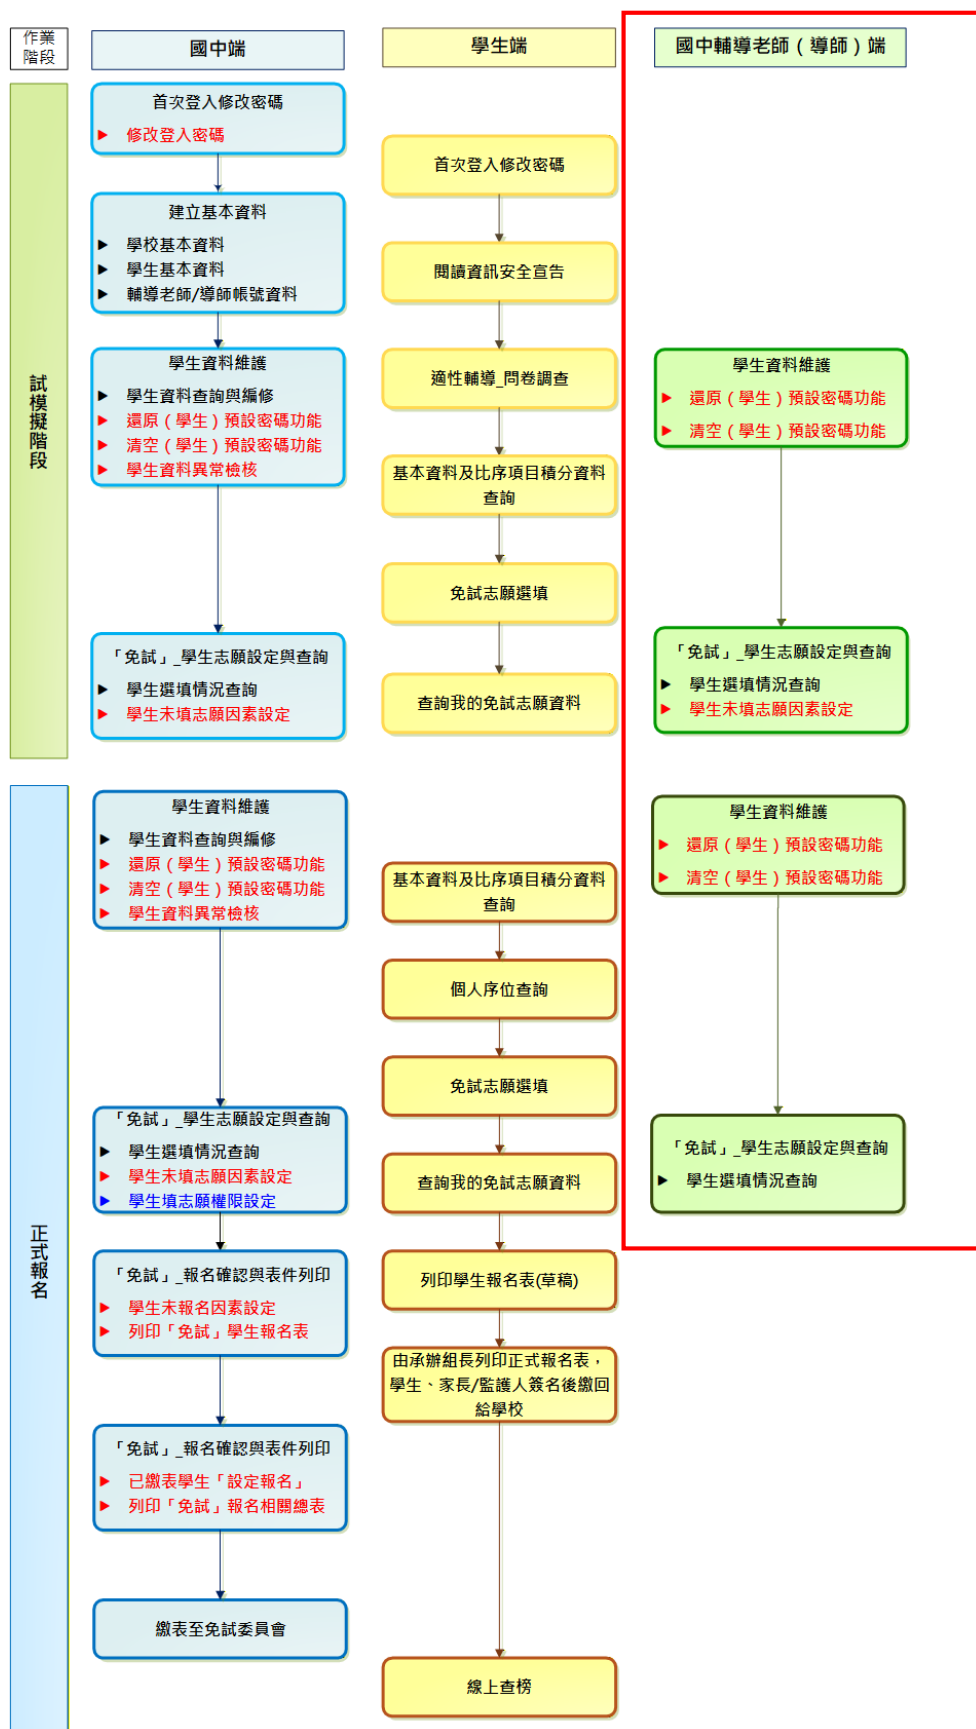 作業
階段
國中端
學生端
國中輔導老師（導師）端
試模擬階段
首次登入修改密碼
修改登入密碼
建立基本資料
學校基本資料
學生基本資料
輔導老師/導師帳號資料
學生資料維護
學生資料查詢與編修
還原（學生）預設密碼功能
清空（學生）預設密碼功能
學生資料異常檢核
「免試」_學生志願設定與查詢
學生選填情況查詢
學生未填志願因素設定
首次登入修改密碼
閱讀資訊安全宣告
適性輔導_問卷調查
基本資料及比序項目積分資料
查詢
免試志願選填
查詢我的免試志願資料
學生資料維護
還原（學生）預設密碼功能
清空（學生）預設密碼功能
「免試」_學生志願設定與查詢
學生選填情況查詢
學生未填志願因素設定
正式報名
學生資料維護
學生資料查詢與編修
還原（學生）預設密碼功能
清空（學生）預設密碼功能
學生資料異常檢核
「免試」_學生志願設定與查詢
學生選填情況查詢
學生未填志願因素設定
學生填志願權限設定
「免試」_報名確認與表件列印
學生未報名因素設定
列印「免試」學生報名表
「免試」_報名確認與表件列印
已繳表學生「設定報名」
列印「免試」報名相關總表
繳表至免試委員會
基本資料及比序項目積分資料
查詢
個人序位查詢
免試志願選填
查詢我的免試志願資料
列印學生報名表(草稿)
由承辦組長列印正式報名表，
學生、家長/監護人簽名後繳回
給學校
線上查榜
學生資料維護
還原（學生）預設密碼功能
清空（學生）預設密碼功能
「免試」_學生志願設定與查詢
學生選填情況查詢